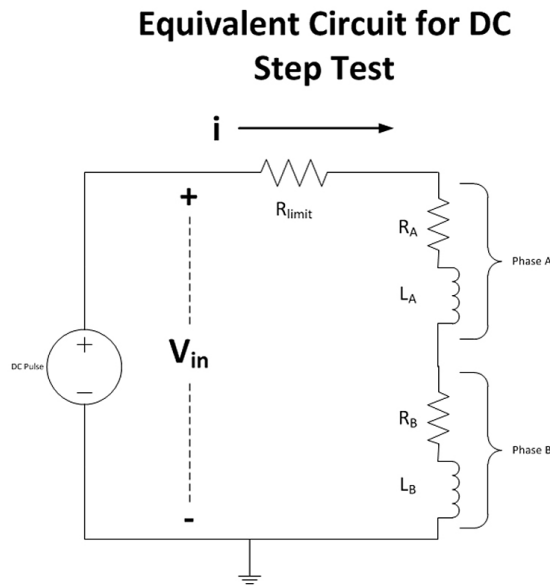 Equivalent Circuit for DC
Step Test
i
+
Rlimit
RA
LA
Phase A
DC Pulse
+
Vin
RB
LB
Phase B
-